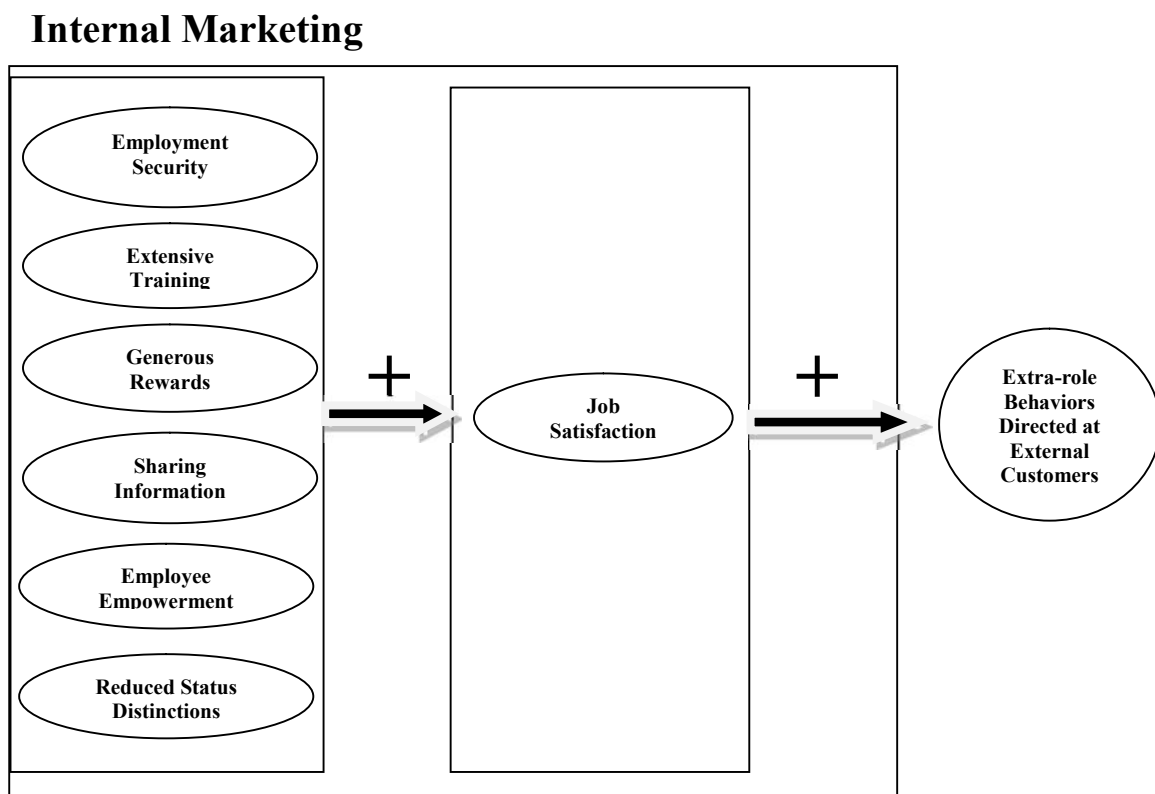 Internal Marketing
Employment
Security
Extensive
Training
Generous
Rewards
Sharing
Information
Employee
Empowerment
Reduced Status
Distinctions
+
Job
Satisfaction
+
Extra-role
Behaviors
Directed at
External
Customers